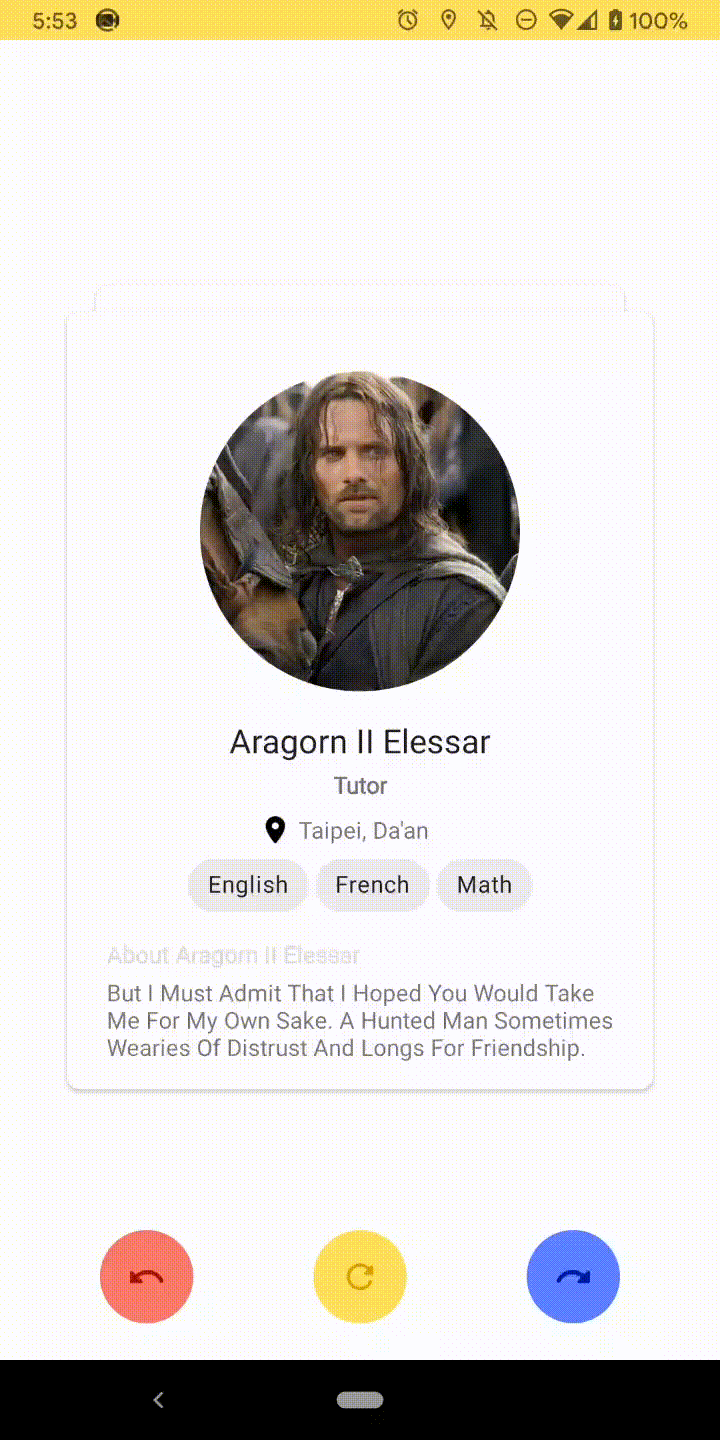 5:53
100%
Aragorn II Elessar
Tutor
Taipei, Da'an
English French Math
About Aragorn II Elessar
But I Must Admit That I Hoped You Would Take
Me For My Own Sake. A Hunted Man Sometimes
Wearies Of Distrust And Longs For Friendship.